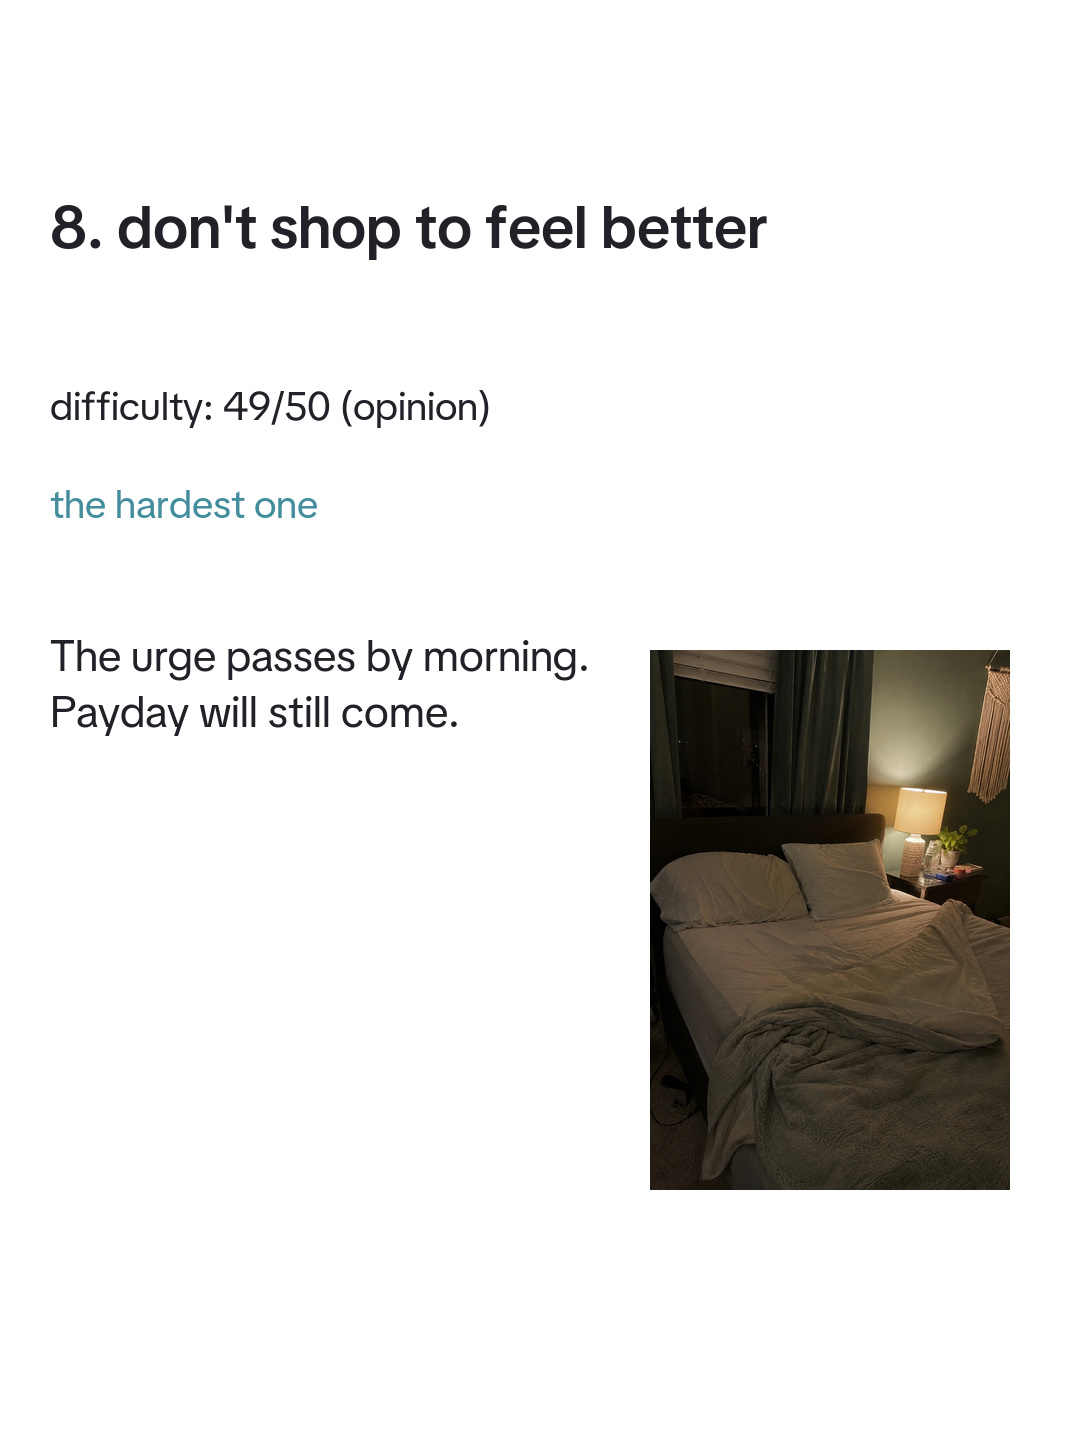 8. don't shop to feel better
difficulty: 49/50 (opinion)
the hardest one
The urge passes by morning.
Payday will still come.